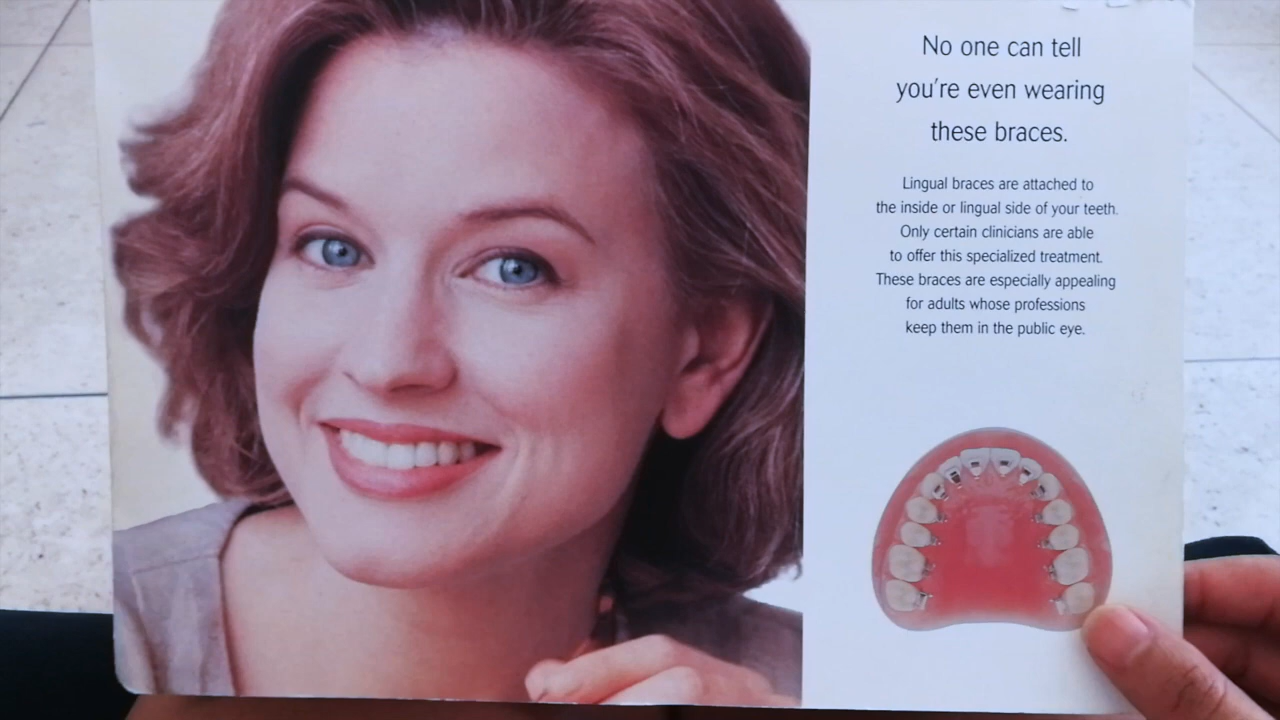 No one can tell
you're even wearing
these braces.
Lingual braces are attached to
the inside or lingual side of your teeth.
Only certain clinicians are able
to offer this specialized treatment.
These braces are especially appealing
for adults whose professions
keep them in the public eye.